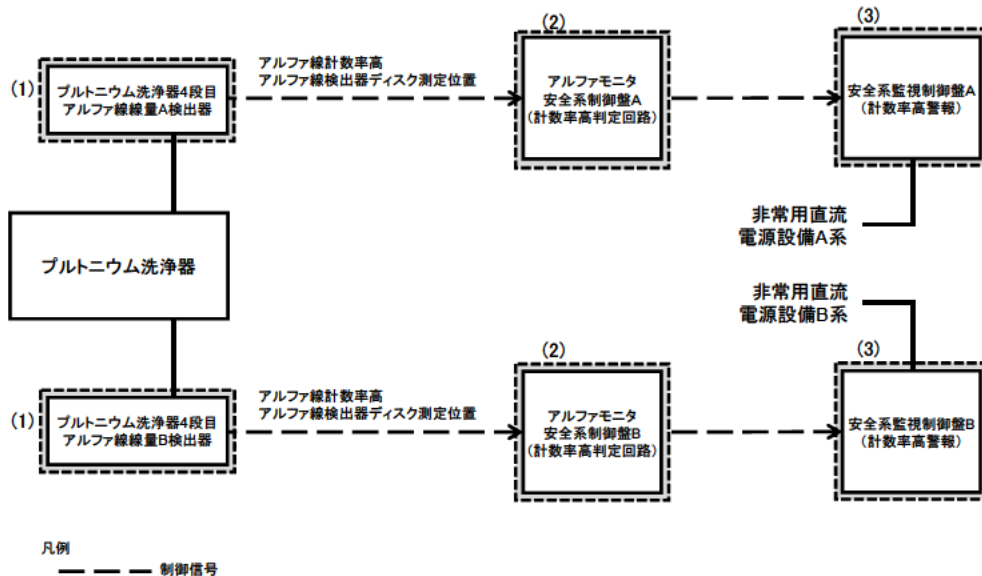 (1)
プルトニウム洗浄器4段目
アルファ線線量A検出器
アルファ線計数率高
アルファ線検出器ディスク測定位置
(2)
アルファモニタ
安全系制御盤A
(計数率高判定回路)
(3)
安全系監視制御盤A
(計数率高警報)
非常用直流
電源設備A系
プルトニウム洗浄器
非常用直流
電源設備B系
(1)
プルトニウム洗浄器4段目
アルファ線線量B検出器
アルファ線計数率高
アルファ線検出器ディスク測定位置
(2)
アルファモニタ
安全系制御盤B
(計数率高判定回路)
(3)
安全系監視制御盤B
(計数率高警報)
凡例
制御信号